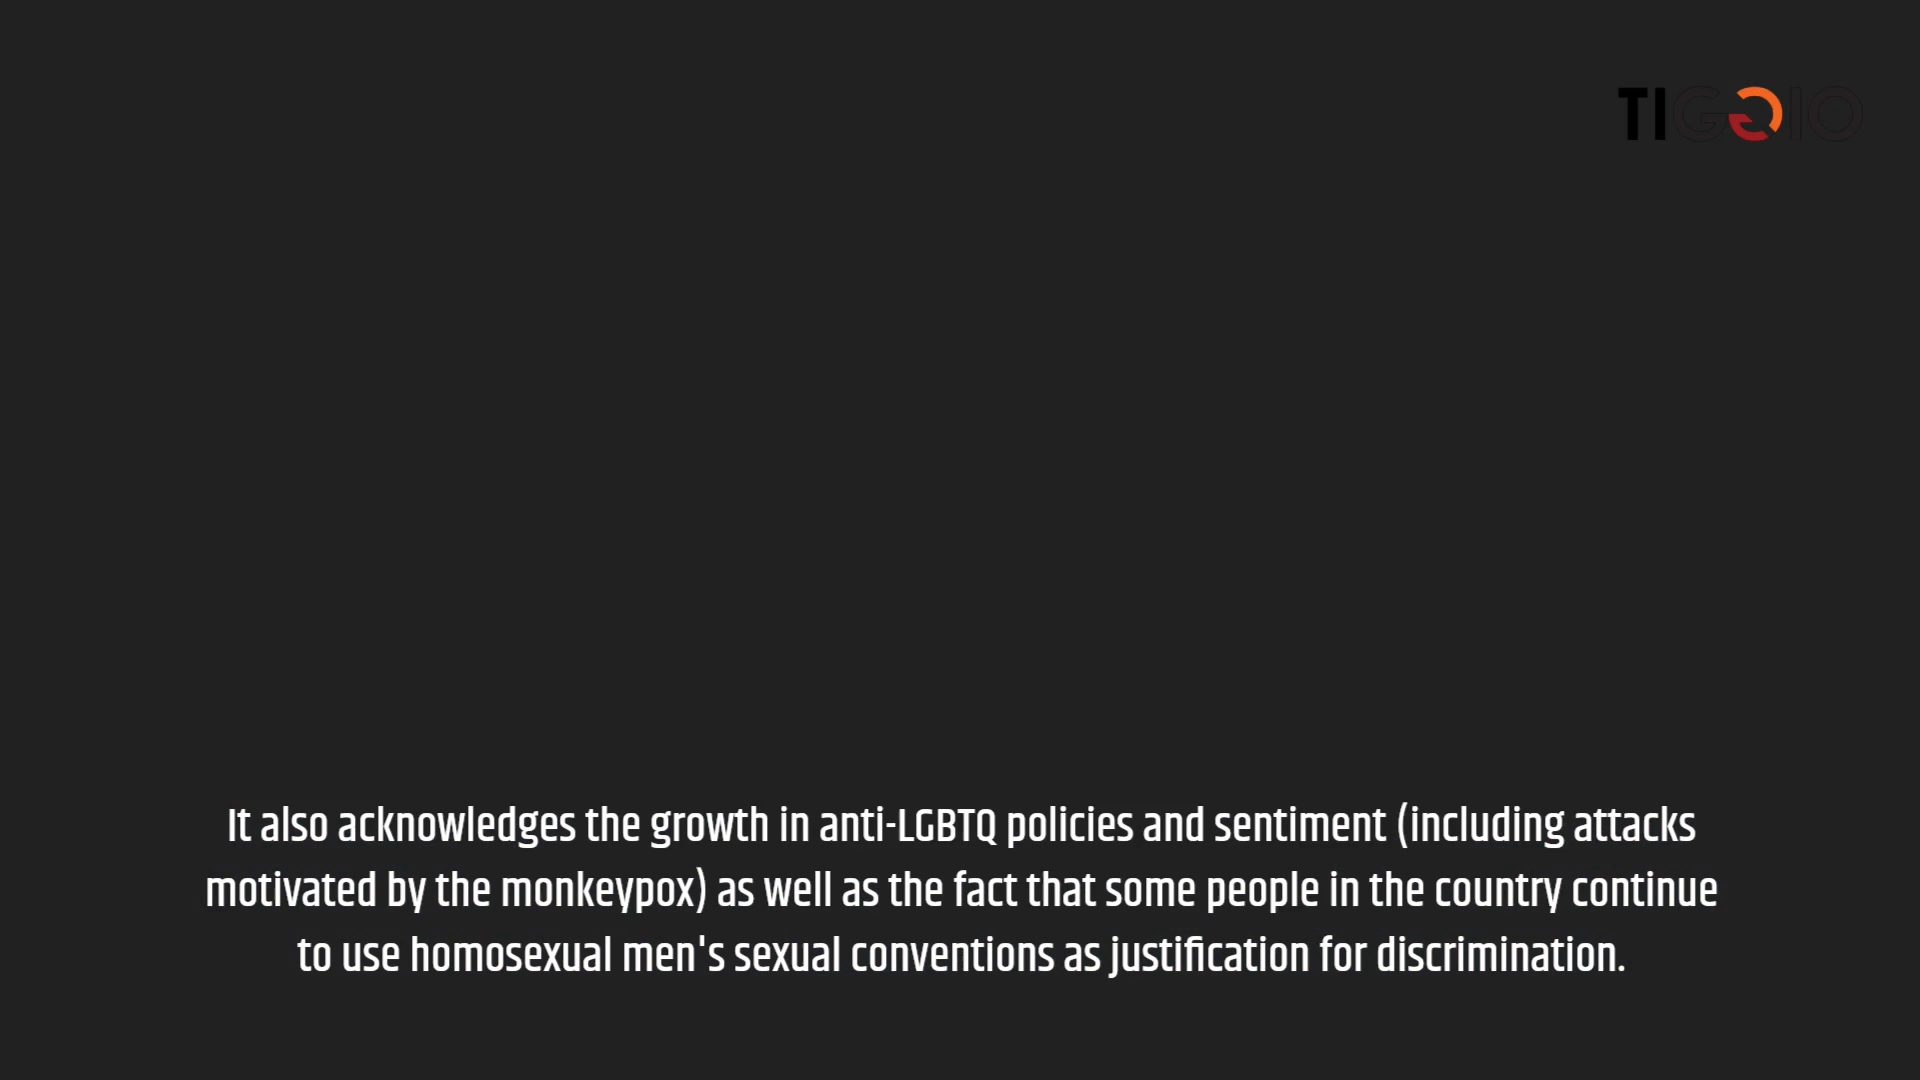 TIGGIO
It also acknowledges the growth in anti-LGBTQ policies and sentiment (including attacks
motivated by the monkeypox) as well as the fact that some people in the country continue
to use homosexual men's sexual conventions as justification for discrimination.